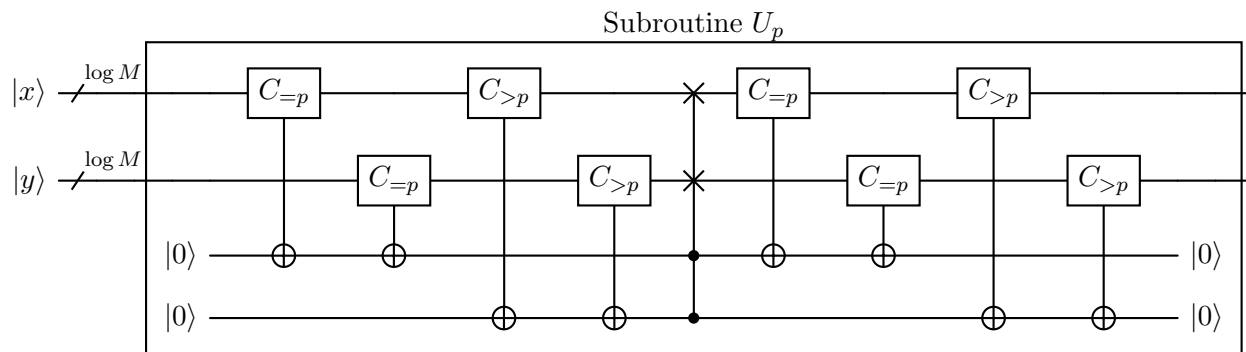 Subroutine U_p
log M
|x⟩ C_{=p} C_{>p} C_{=p} C_{>p}
log M
|y⟩ C_{=p} C_{>p} C_{=p} C_{>p}
|0⟩ |0⟩
|0⟩ |0⟩